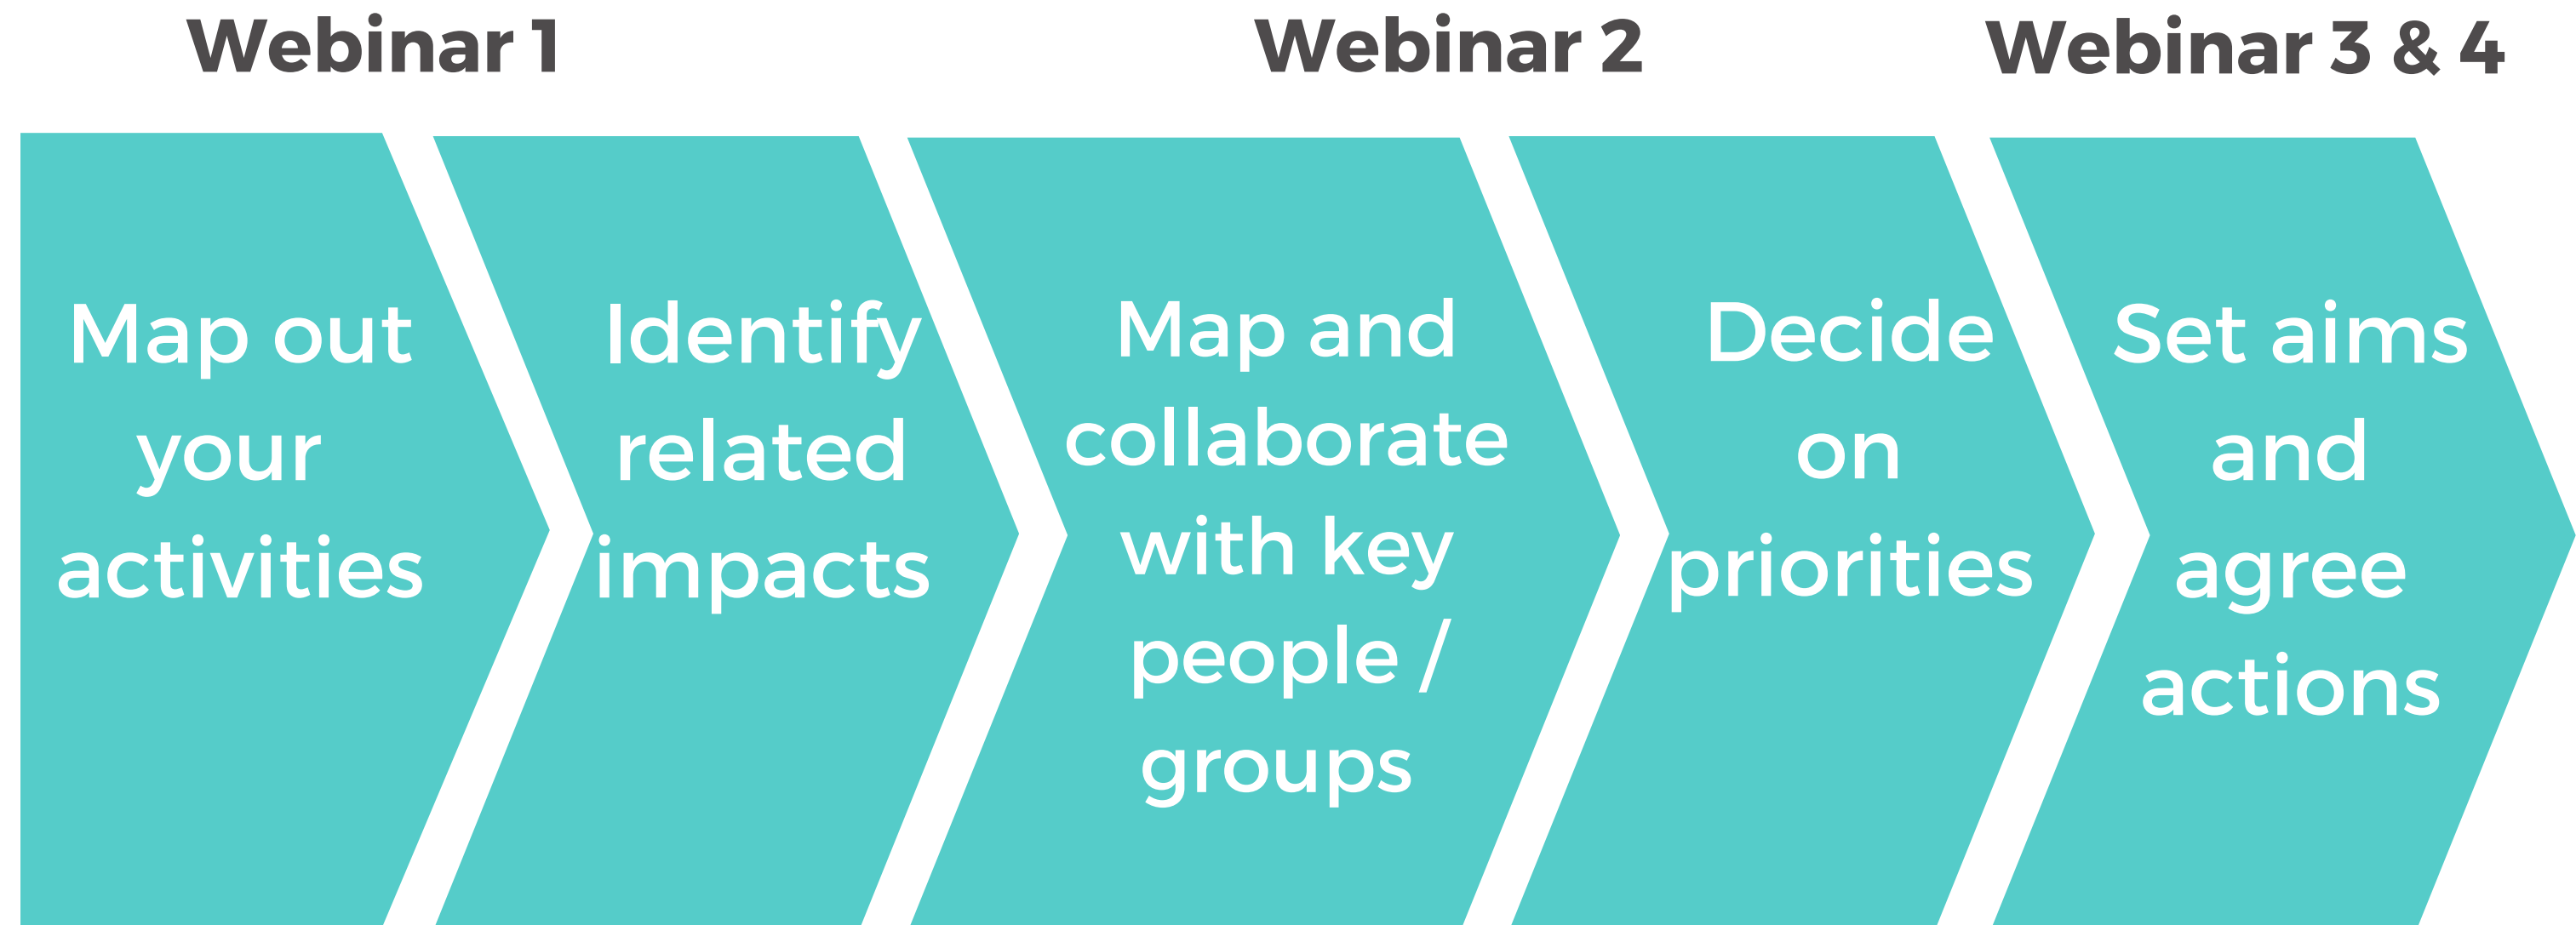 Webinar 1
Webinar 2
Webinar 3 & 4
Map out
your
activities
Identify
related
impacts
Map and
collaborate
with key
people /
groups
Decide
on
priorities
Set aims
and
agree
actions